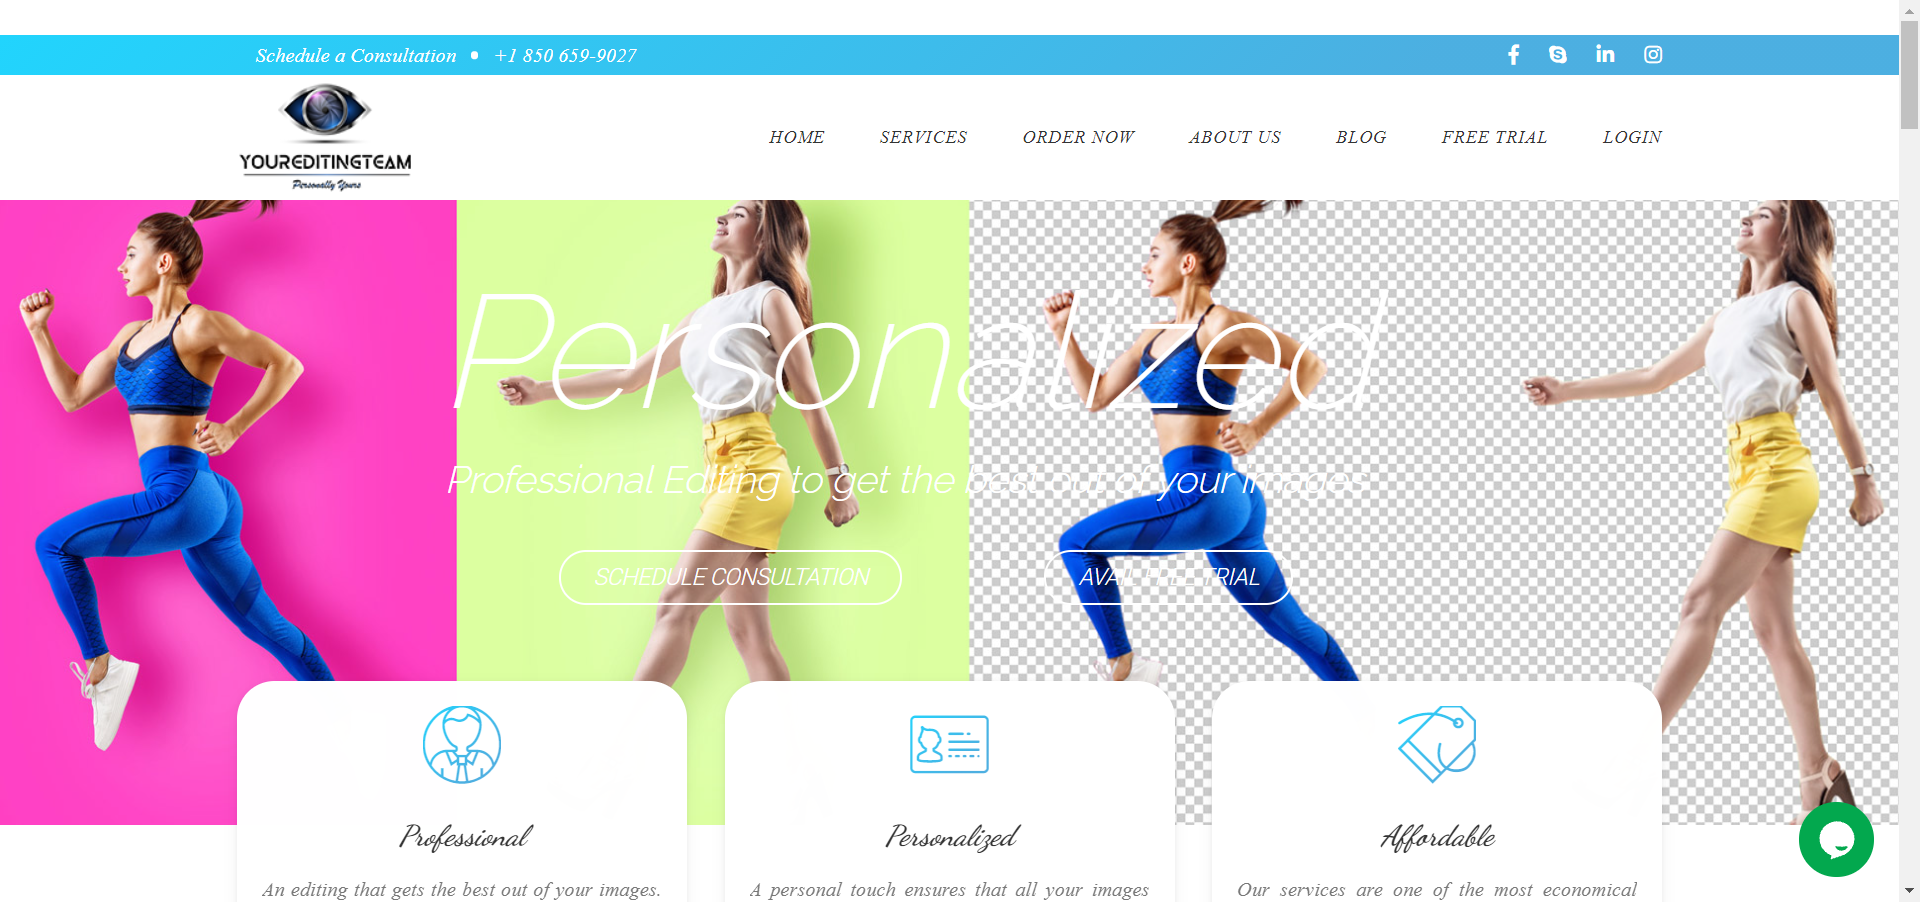 Schedule a Consultation • +1 850 659-9027
YOUREDITINGTEAM
Personally Yours
HOME SERVICES ORDER NOW ABOUT US BLOG FREE TRIAL LOGIN
Personalized
Professional Editing to get the best out of your images
SCHEDULE CONSULTATION AVAIL FREE TRIAL
Professional
An editing that gets the best out of your images.
Personalized
A personal touch ensures that all your images
Affordable
Our services are one of the most economical